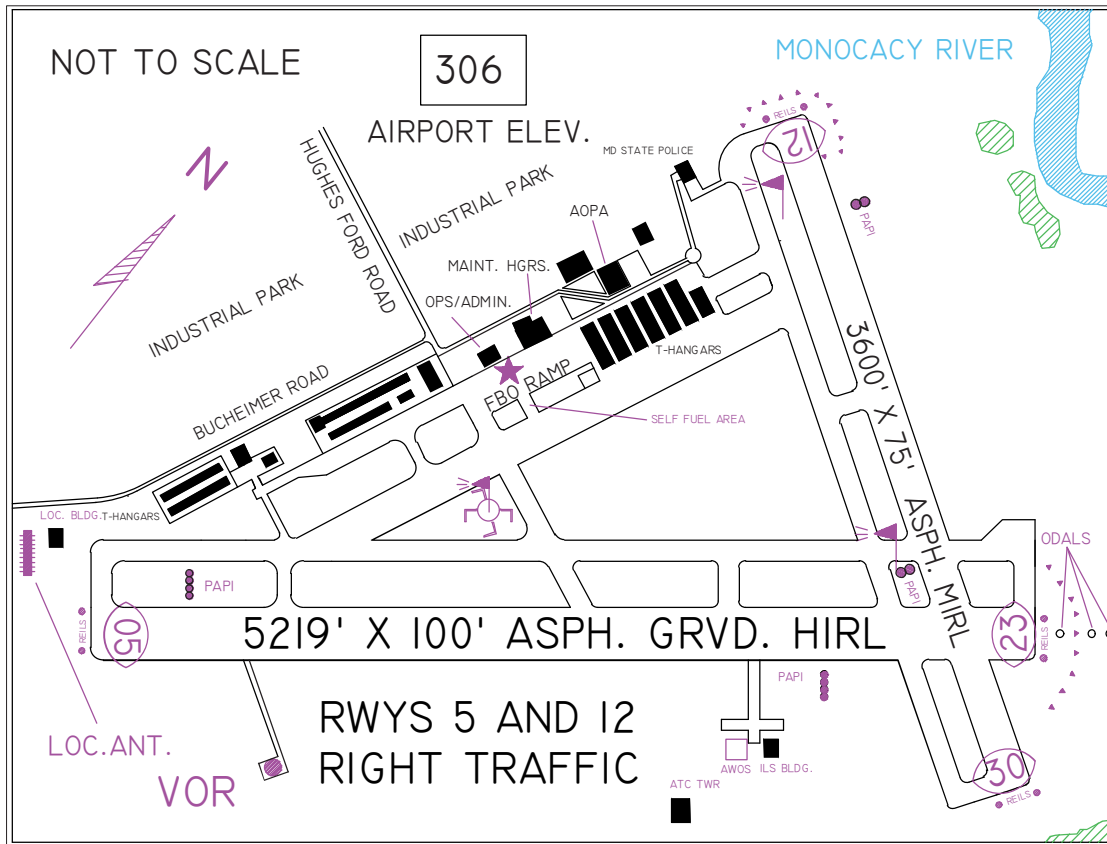 NOT TO SCALE
306
AIRPORT ELEV.
MONOCACY RIVER
N
REILS
12
PAPI
MD STATE POLICE
HUGHES FORD ROAD
INDUSTRIAL PARK
AOPA
MAINT. HGRS.
OPS/ADMIN.
INDUSTRIAL PARK
T-HANGARS
FBO RAMP
SELF FUEL AREA
BUCHEIMER ROAD
3600' X 75' ASPH. MIRL
LOC. BLDG.
T-HANGARS
PAPI
PAPI
ODALS
REILS
05
5219' X 100' ASPH. GRVD. HIRL
23
REILS
LOC.ANT.
VOR
RWYS 5 AND 12
RIGHT TRAFFIC
PAPI
AWOS
ILS BLDG.
ATC TWR
30
REILS